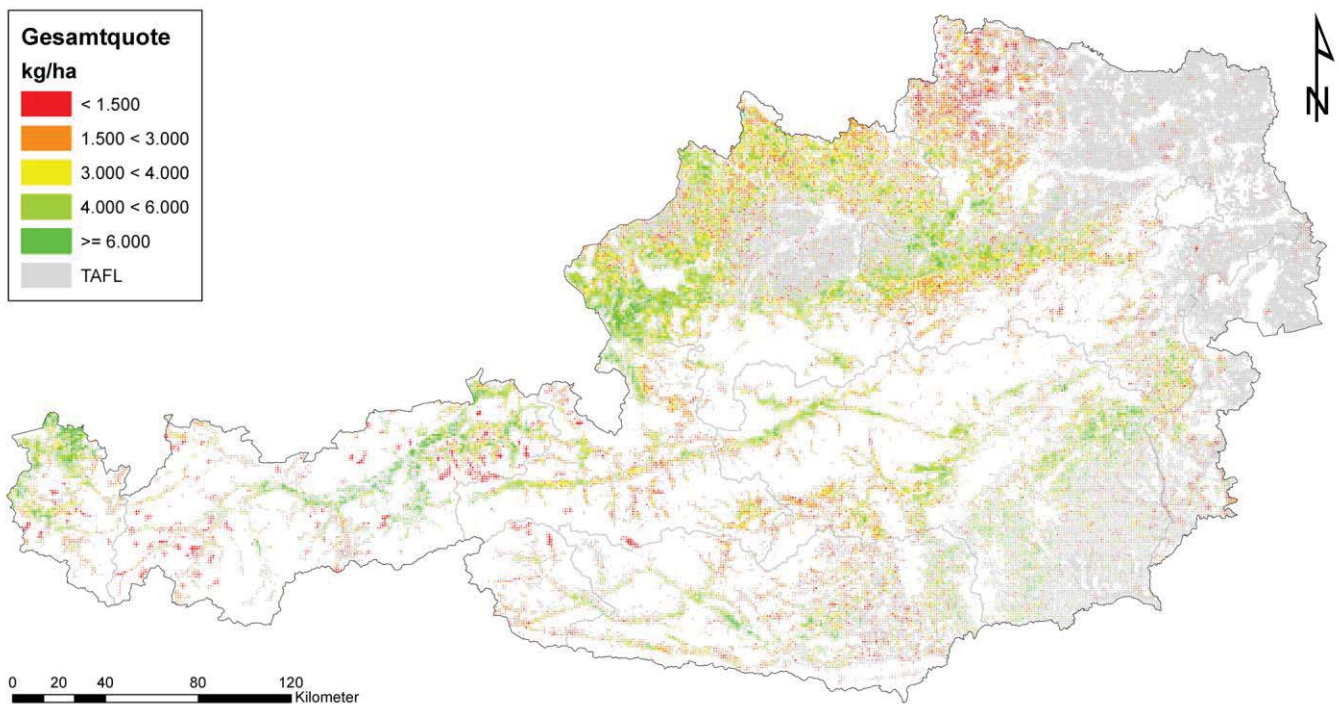 Gesamtquote
kg/ha
< 1.500
1.500 < 3.000
3.000 < 4.000
4.000 < 6.000
>= 6.000
TAFL
N
0 20 40 80 120
Kilometer